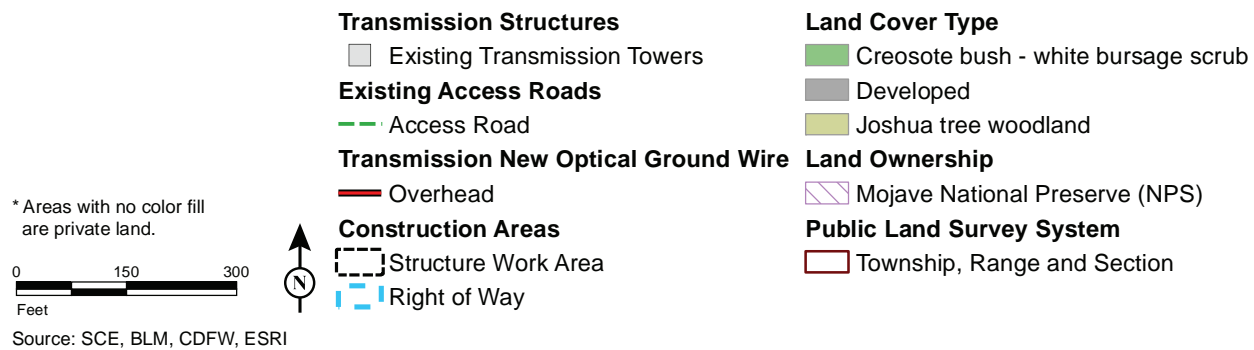 Transmission Structures
Existing Transmission Towers
Existing Access Roads
Access Road
Transmission New Optical Ground Wire
Overhead
Construction Areas
Structure Work Area
Right of Way
Land Cover Type
Creosote bush - white bursage scrub
Developed
Joshua tree woodland
Land Ownership
Mojave National Preserve (NPS)
Public Land Survey System
Township, Range and Section
* Areas with no color fill
are private land.
0 150 300
Feet
N
Source: SCE, BLM, CDFW, ESRI